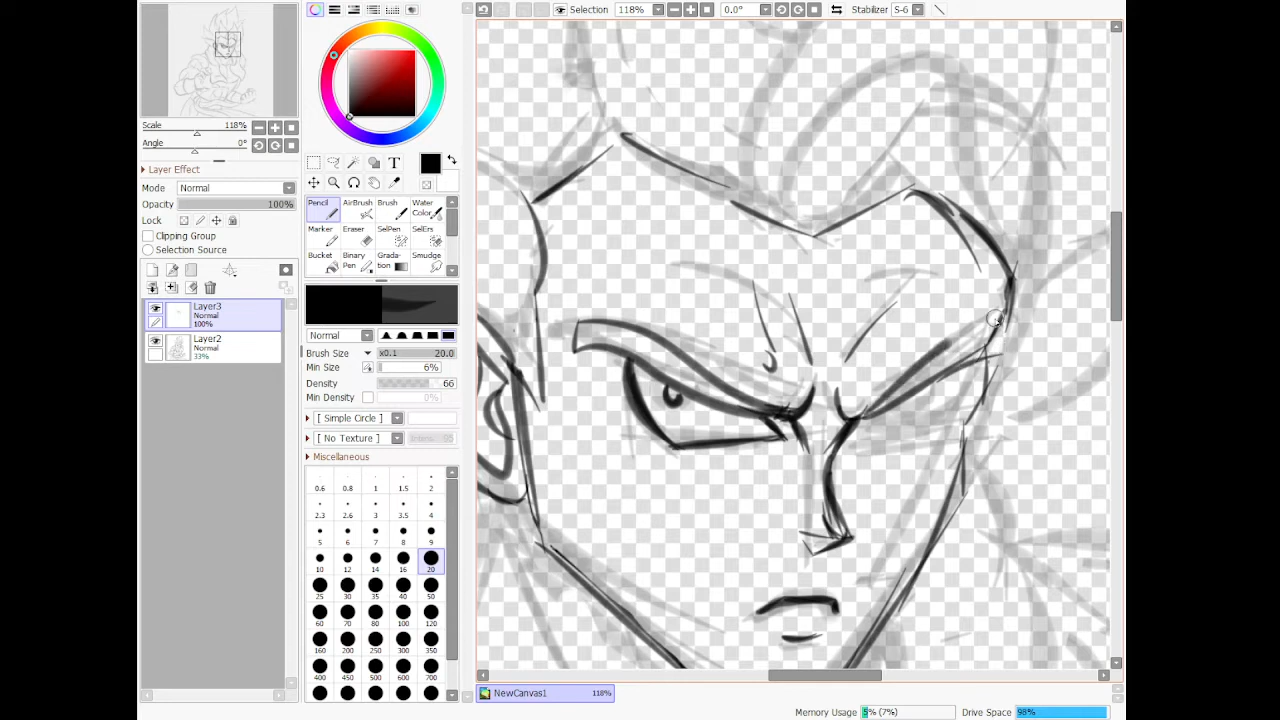 Selection 118% 0.0° Stabilizer S-6
Scale 118%
Angle 0°
Layer Effect
Mode Normal
Opacity 100%
Lock
Clipping Group
Selection Source
Layer3
Normal
100%
Layer2
Normal
33%
T
Pencil AirBrush Brush Water Color
Marker Eraser SelPen SelErs
Bucket Binary Pen Grada-tion Smudge
Normal
Brush Size x0.1 20.0
Min Size 6%
Density 66
Min Density 0%
[ Simple Circle ]
[ No Texture ] 
Miscellaneous
0.6 0.8 1 1.5 2
2.3 2.6 3 3.5 4
5 6 7 8 9
10 12 14 16 20
25 30 35 40 50
60 70 80 100 120
160 200 250 300 350
400 450 500 600 700
NewCanvas1 118%
Memory Usage 5% (7%) Drive Space 98%